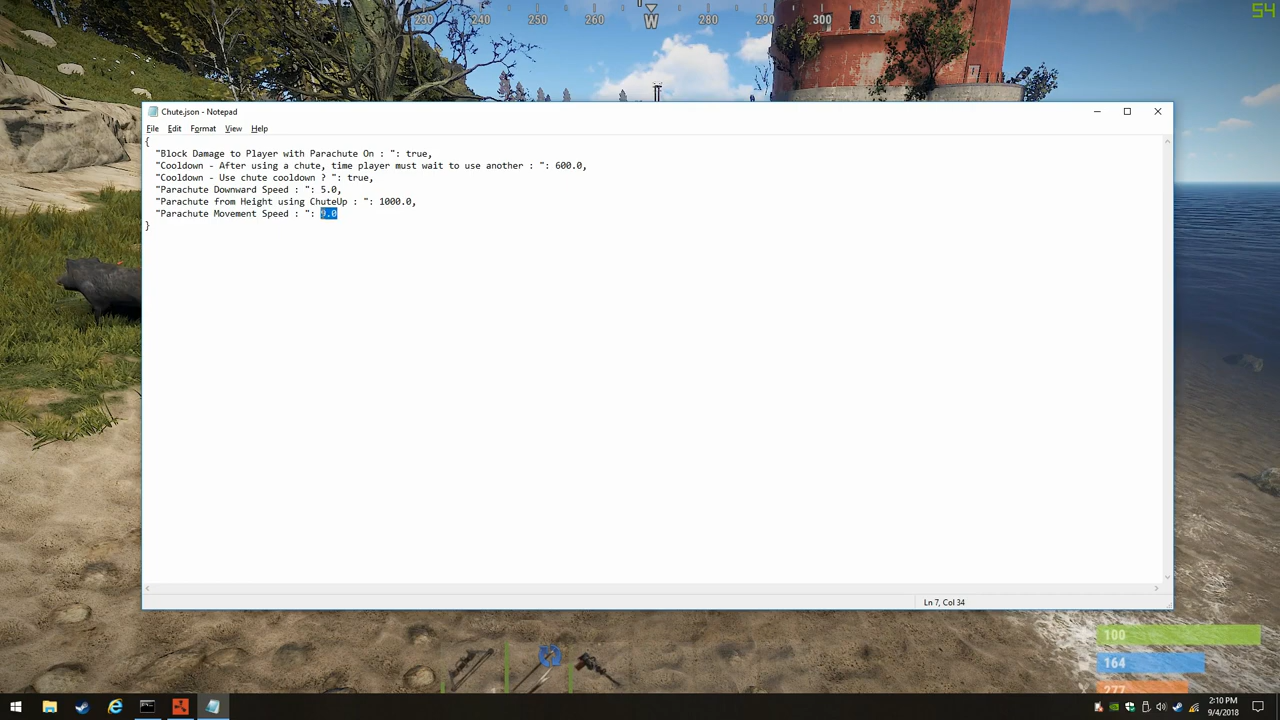 230 240 250 260 W 280 290 300 31
54
Chute.json - Notepad
File Edit Format View Help
{
"Block Damage to Player with Parachute On : ": true,
"Cooldown - After using a chute, time player must wait to use another : ": 600.0,
"Cooldown - Use chute cooldown ? ": true,
"Parachute Downward Speed : ": 5.0,
"Parachute from Height using ChuteUp : ": 1000.0,
"Parachute Movement Speed : ": 9.0
}
Ln 7, Col 34
100
164
277
2:10 PM
9/4/2018